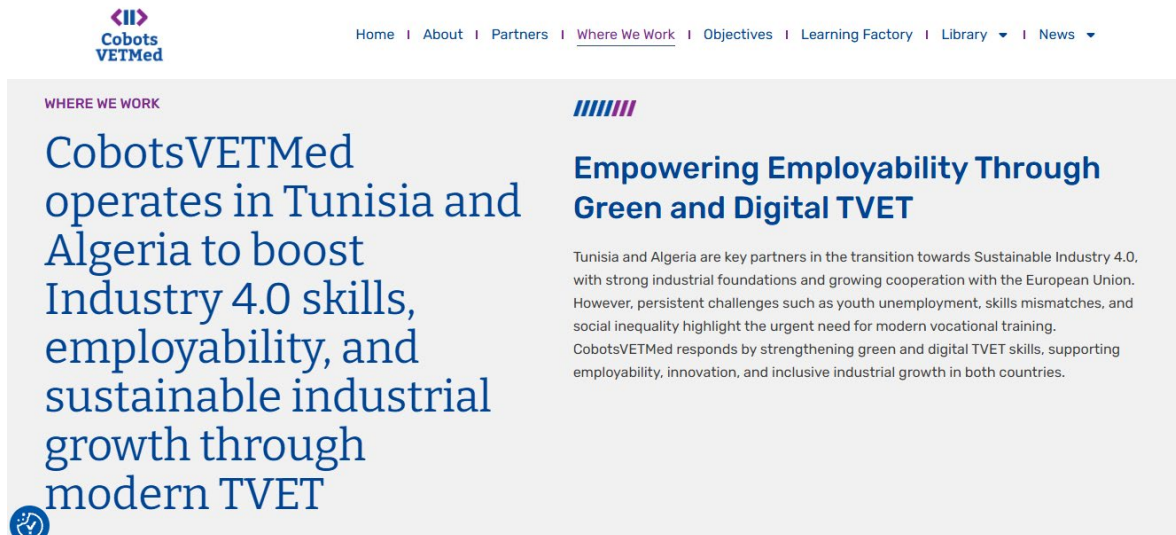 Cobots
VETMed
Home
About
Partners
Where We Work
Objectives
Learning Factory
Library
News
WHERE WE WORK
CobotsVETMed
operates in Tunisia and
Algeria to boost
Industry 4.0 skills,
employability, and
sustainable industrial
growth through
modern TVET
Empowering Employability Through
Green and Digital TVET
Tunisia and Algeria are key partners in the transition towards Sustainable Industry 4.0,
with strong industrial foundations and growing cooperation with the European Union.
However, persistent challenges such as youth unemployment, skills mismatches, and
social inequality highlight the urgent need for modern vocational training.
CobotsVETMed responds by strengthening green and digital TVET skills, supporting
employability, innovation, and inclusive industrial growth in both countries.